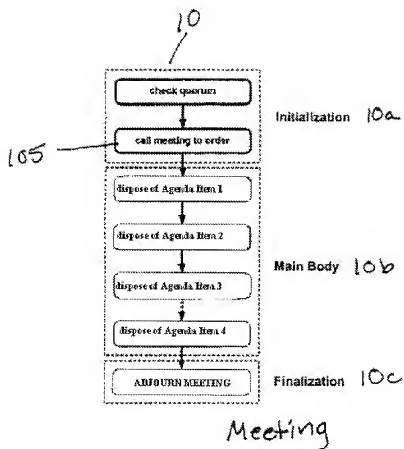 10
check quorum
Initialization 10a
105
call meeting to order
dispose of Agenda Item 1
dispose of Agenda Item 2
Main Body 10b
dispose of Agenda Item 3
dispose of Agenda Item 4
ADJOURN MEETING
Finalization 10c
Meeting